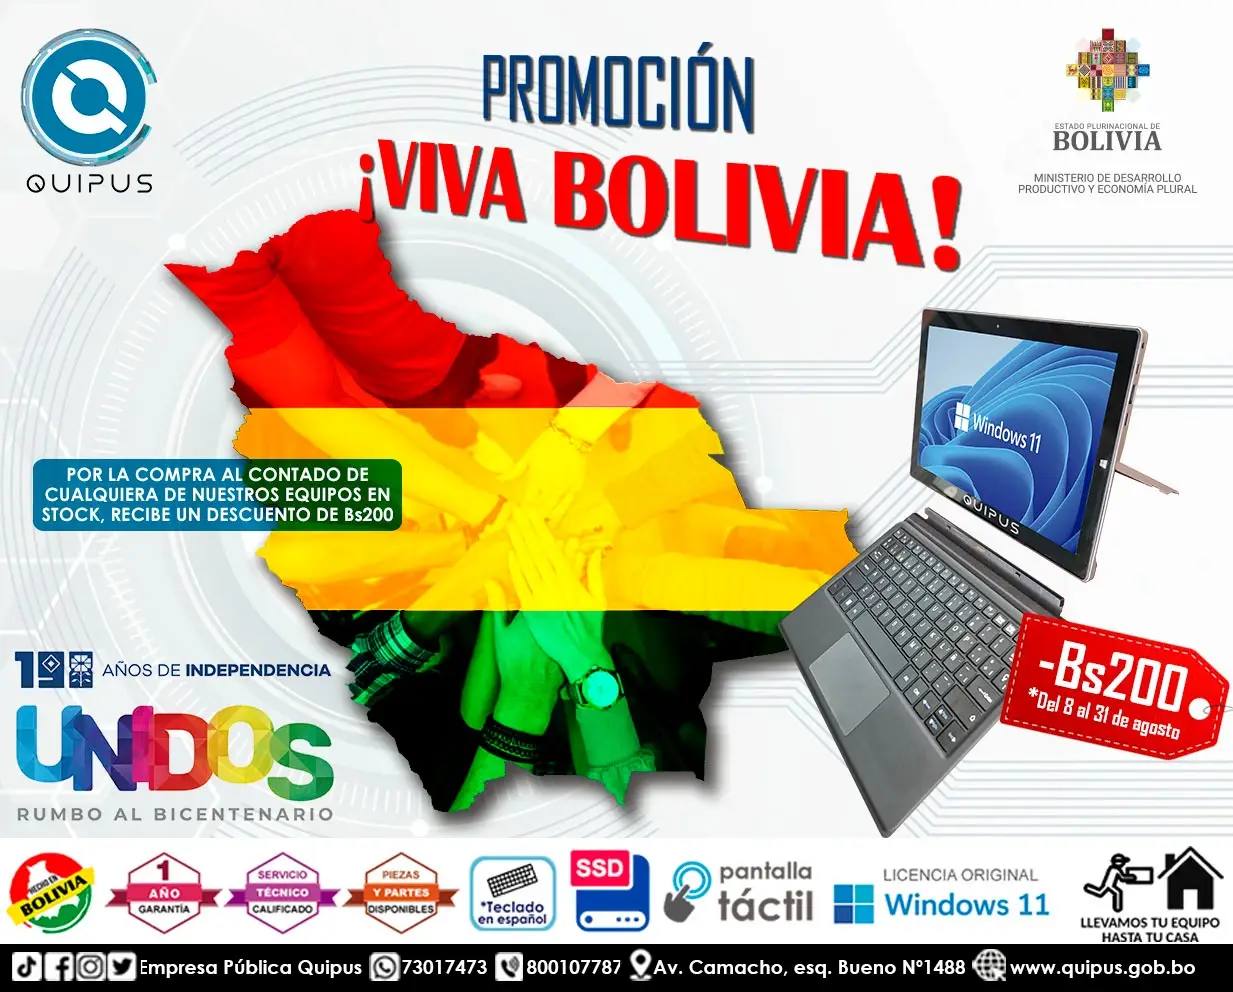 QUIPUS
PROMOCIÓN
¡VIVA BOLIVIA!
ESTADO PLURINACIONAL DE
BOLIVIA
MINISTERIO DE DESARROLLO
PRODUCTIVO Y ECONOMÍA PLURAL
POR LA COMPRA AL CONTADO DE
CUALQUIERA DE NUESTROS EQUIPOS EN
STOCK, RECIBE UN DESCUENTO DE Bs200
Windows 11
QUIPUS
-Bs200
*Del 8 al 31 de agosto
198 AÑOS DE INDEPENDENCIA
UNIDOS
RUMBO AL BICENTENARIO
HECHO EN
BOLIVIA
1
AÑO
GARANTÍA
SERVICIO
TÉCNICO
CALIFICADO
PIEZAS
Y PARTES
DISPONIBLES
*Teclado
en español
SSD
pantalla
táctil
LICENCIA ORIGINAL
Windows 11
LLEVAMOS TU EQUIPO
HASTA TU CASA
Empresa Pública Quipus 73017473 800107787 Av. Camacho, esq. Bueno N°1488 www.quipus.gob.bo